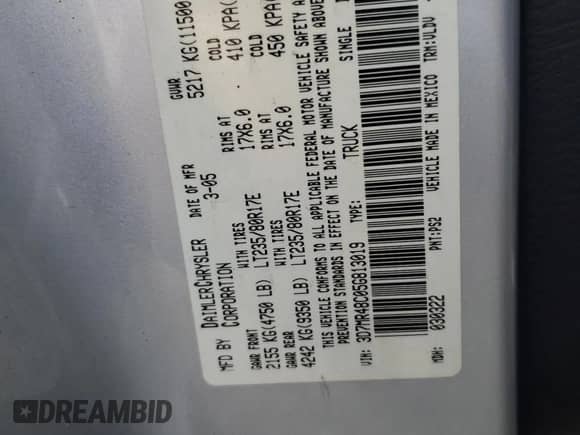 DAIMLERCHRYSLER CORPORATION
MFD BY
DATE OF MFR
3-05
GVWR
5217 KG(11500
GAWR FRONT
2155 KG(4750 LB)
WITH TIRES
LT235/80R17E
RIMS AT
17X6.0
COLD
410 KPA(
GAWR REAR
4242 KG(9350 LB)
WITH TIRES
LT235/80R17E
RIMS AT
17X6.0
COLD
450 KPA(
THIS VEHICLE CONFORMS TO ALL APPLICABLE FEDERAL MOTOR VEHICLE SAFETY A
PREVENTION STANDARDS IN EFFECT ON THE DATE OF MANUFACTURE SHOWN ABOVE
VIN: 3D7MR48C05G813019 TYPE: TRUCK SINGLE
MDH: 030322 PNT:PS2 VEHICLE MADE IN MEXICO TRM:VLDV
DREAMBID